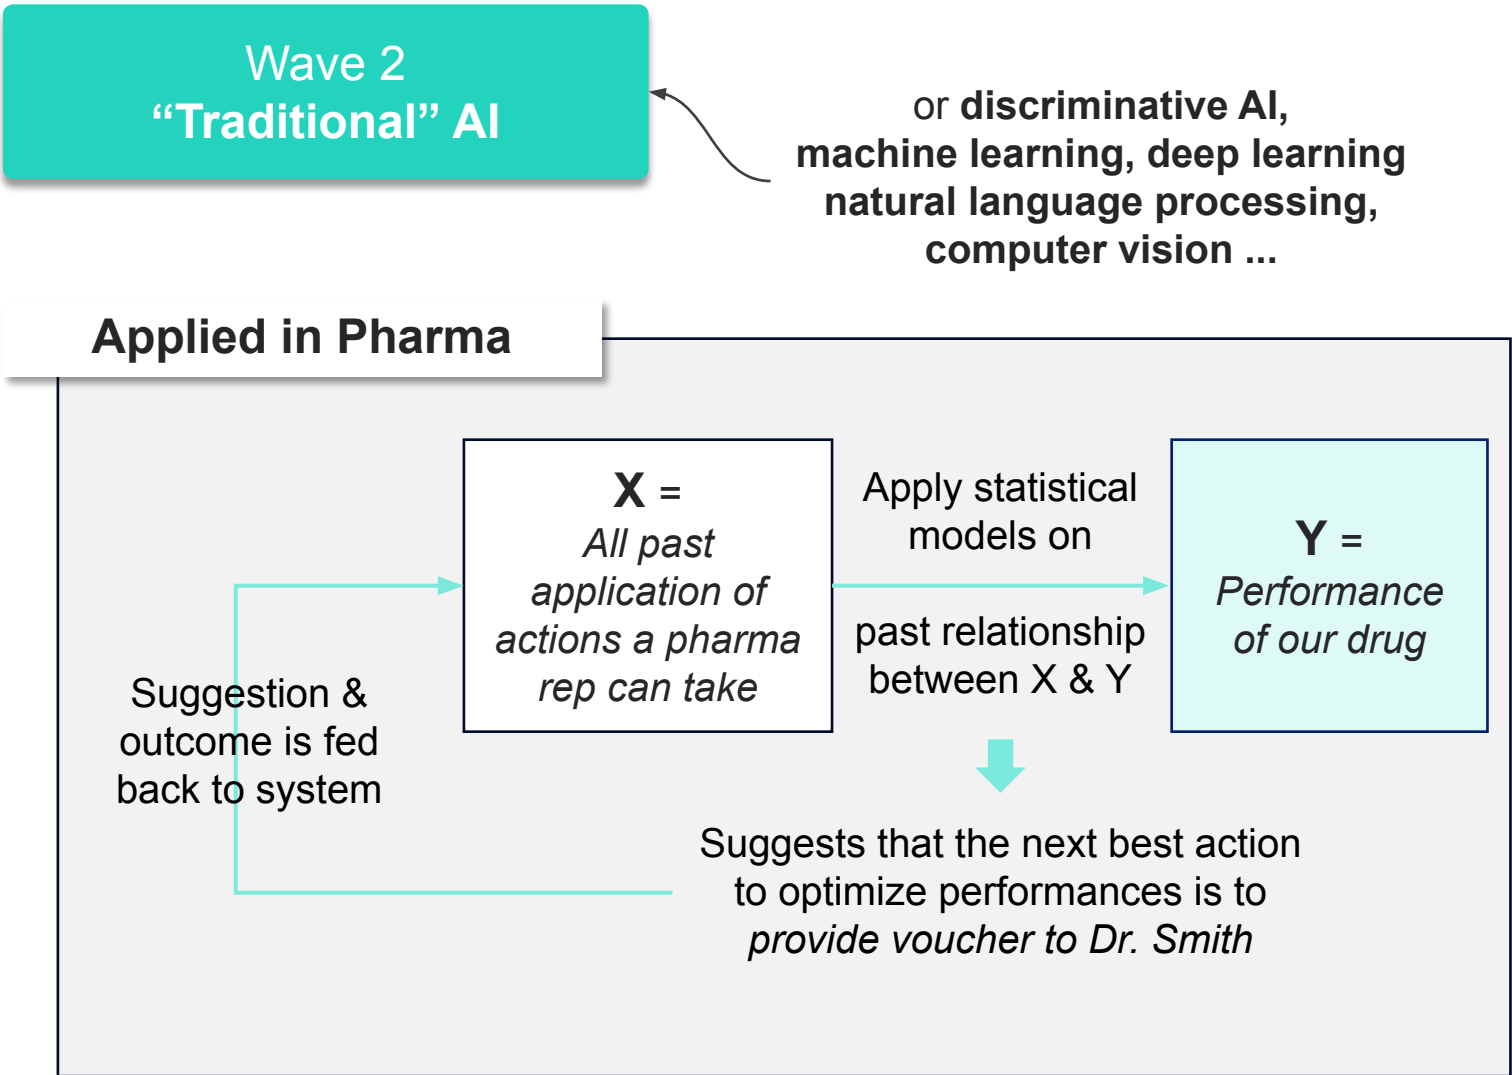 Wave 2
“Traditional” AI
or discriminative AI,
machine learning, deep learning
natural language processing,
computer vision ...
Applied in Pharma
X =
All past
application of
actions a pharma
rep can take
Apply statistical
models on
past relationship
between X & Y
Y =
Performance
of our drug
Suggestion &
outcome is fed
back to system
Suggests that the next best action
to optimize performances is to
provide voucher to Dr. Smith